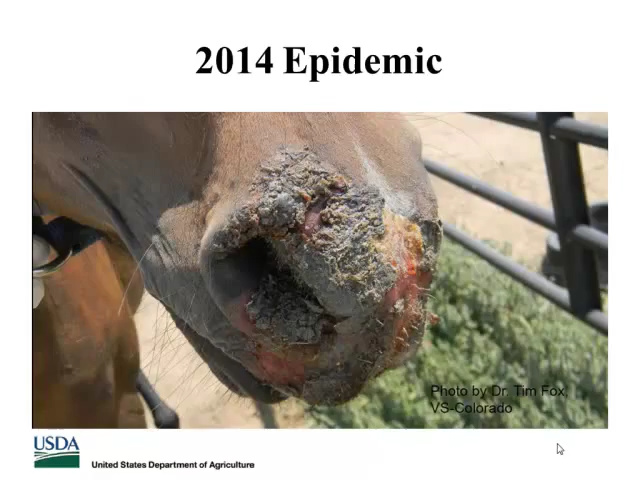 2014 Epidemic
Photo by Dr. Tim Fox,
VS-Colorado
USDA
United States Department of Agriculture